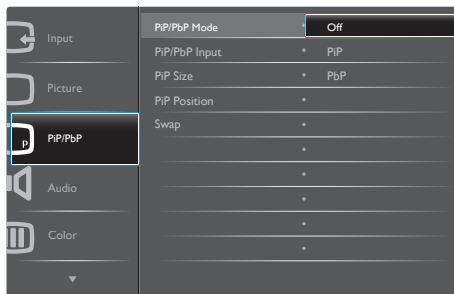 Input
Picture
PiP/PbP
Audio
Color
PiP/PbP Mode
Off
PiP/PbP Input
PiP
PiP Size
PbP
PiP Position
Swap
P